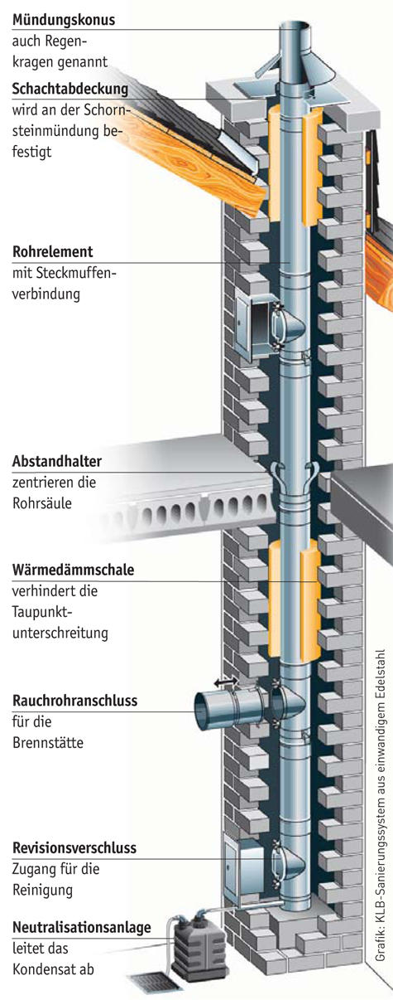 Mündungskonus
auch Regen-
kragen genannt
Schachtabdeckung
wird an der Schorn-
steinmündung be-
festigt
Rohrelement
mit Steckmuffen-
verbindung
Abstandhalter
zentrieren die
Rohrsäule
Wärmedämmschale
verhindert die
Taupunkt-
unterschreitung
Rauchrohranschluss
für die
Brennstätte
Revisionsverschluss
Zugang für die
Reinigung
Neutralisationsanlage
leitet das
Kondensat ab
Grafik: KLB-Sanierungssystem aus einwandigem Edelstahl